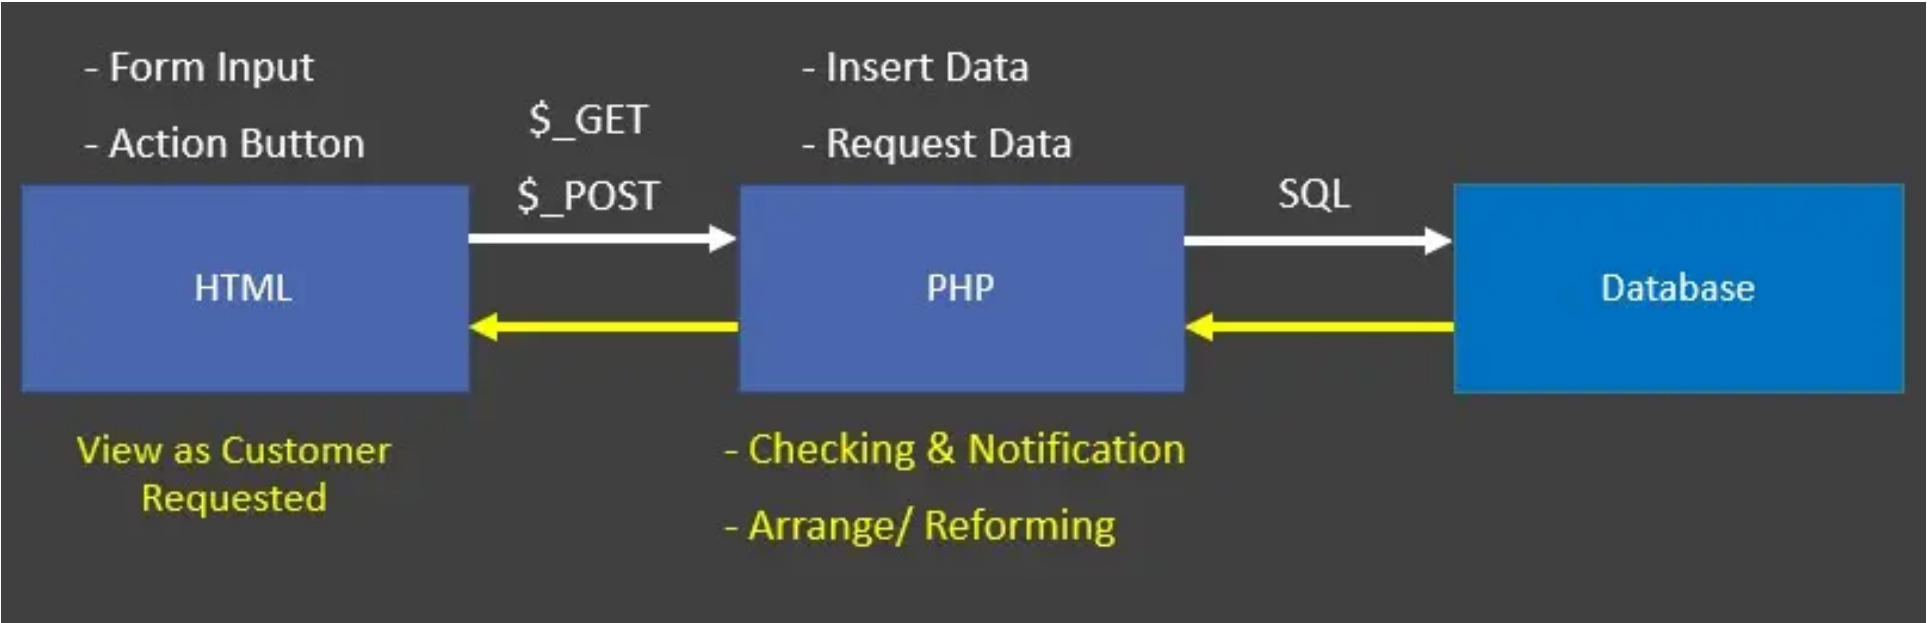 - Form Input
- Action Button
$_GET
$_POST
- Insert Data
- Request Data
SQL
HTML
PHP
Database
View as Customer
Requested
- Checking & Notification
- Arrange/ Reforming